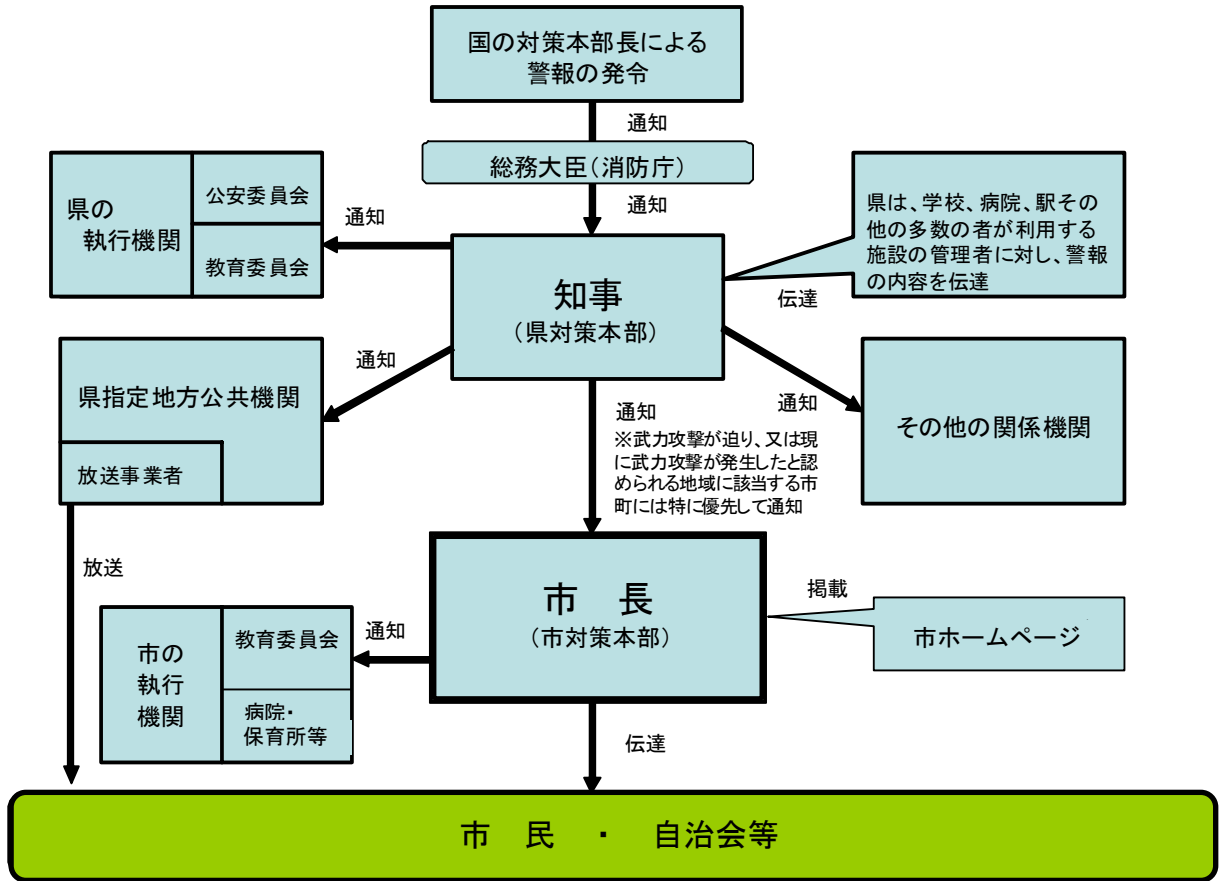 国の対策本部長による
警報の発令
通知
総務大臣(消防庁)
通知
県の
執行機関
公安委員会
教育委員会
通知
県は、学校、病院、駅その
他の多数の者が利用する
施設の管理者に対し、警報
の内容を伝達
伝達
知事
(県対策本部)
県指定地方公共機関
放送事業者
通知
通知
※武力攻撃が迫り、又は現
に武力攻撃が発生したと認
められる地域に該当する市
町には特に優先して通知
通知
その他の関係機関
放送
市の
執行
機関
教育委員会
病院・
保育所等
通知
市 長
(市対策本部)
掲載
市ホームページ
伝達
市 民 ・ 自治会等